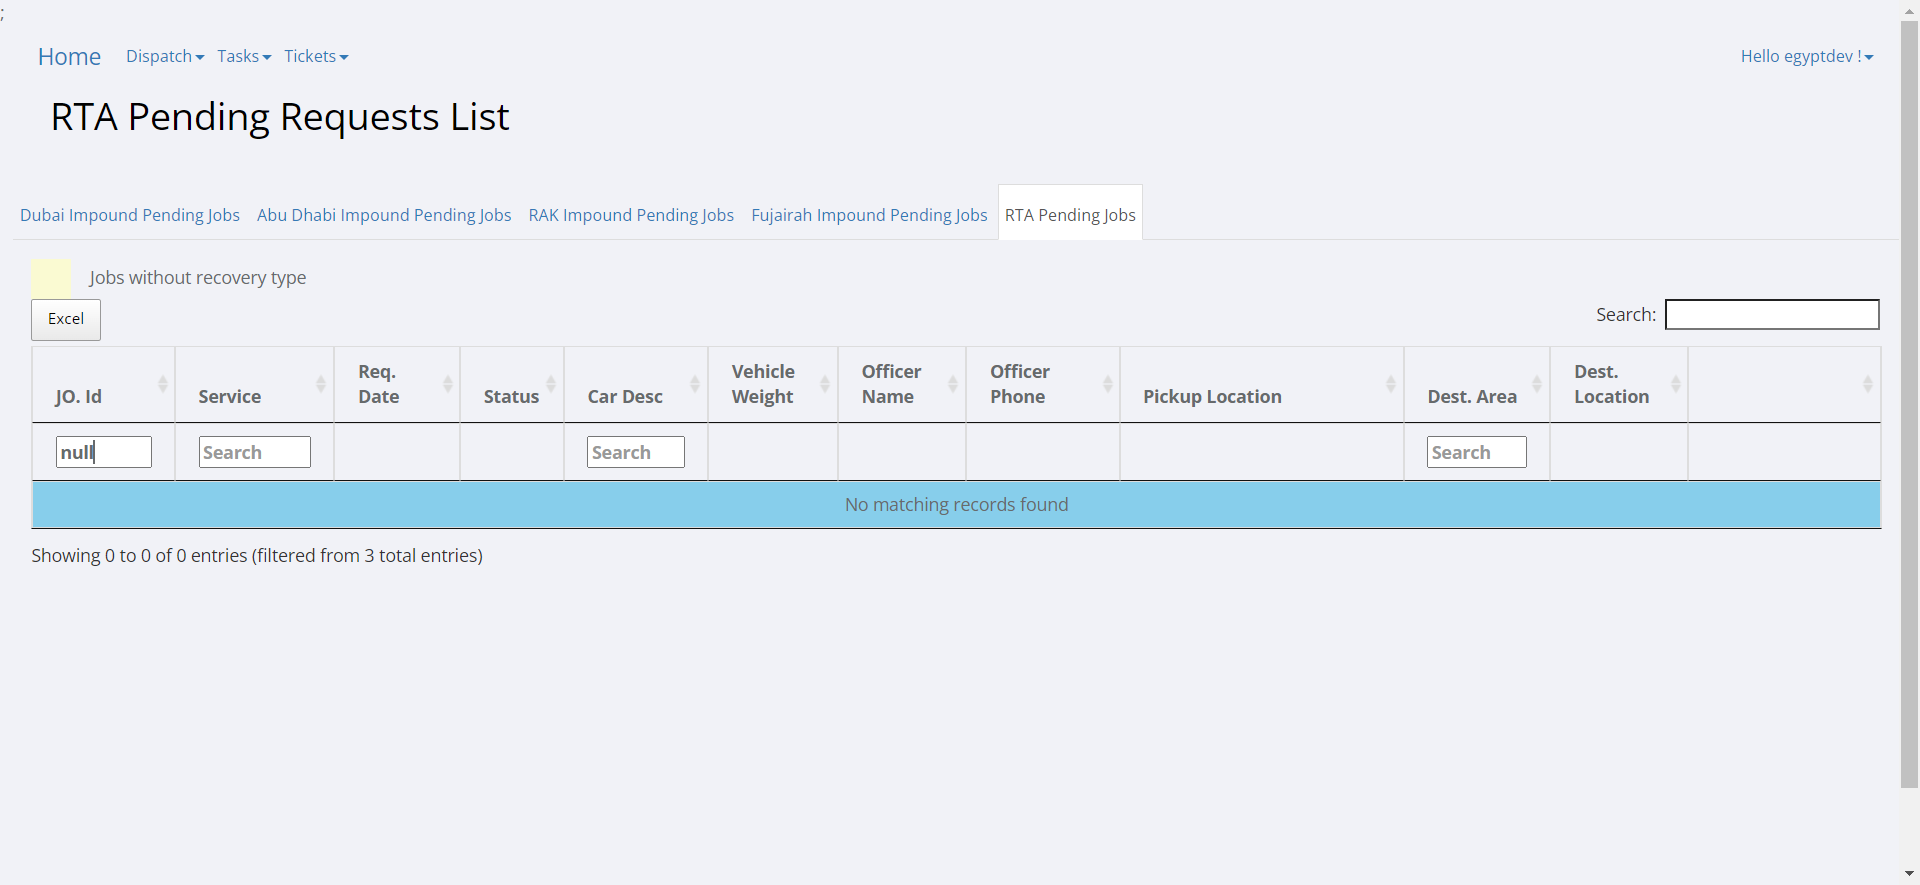 ;
Home Dispatch Tasks Tickets Hello egyptdev !
RTA Pending Requests List
Dubai Impound Pending Jobs Abu Dhabi Impound Pending Jobs RAK Impound Pending Jobs Fujairah Impound Pending Jobs RTA Pending Jobs
Jobs without recovery type
Excel Search:
JO. Id Service Req. Date Status Car Desc Vehicle Weight Officer Name Officer Phone Pickup Location Dest. Area Dest. Location
null Search Search Search
No matching records found
Showing 0 to 0 of 0 entries (filtered from 3 total entries)